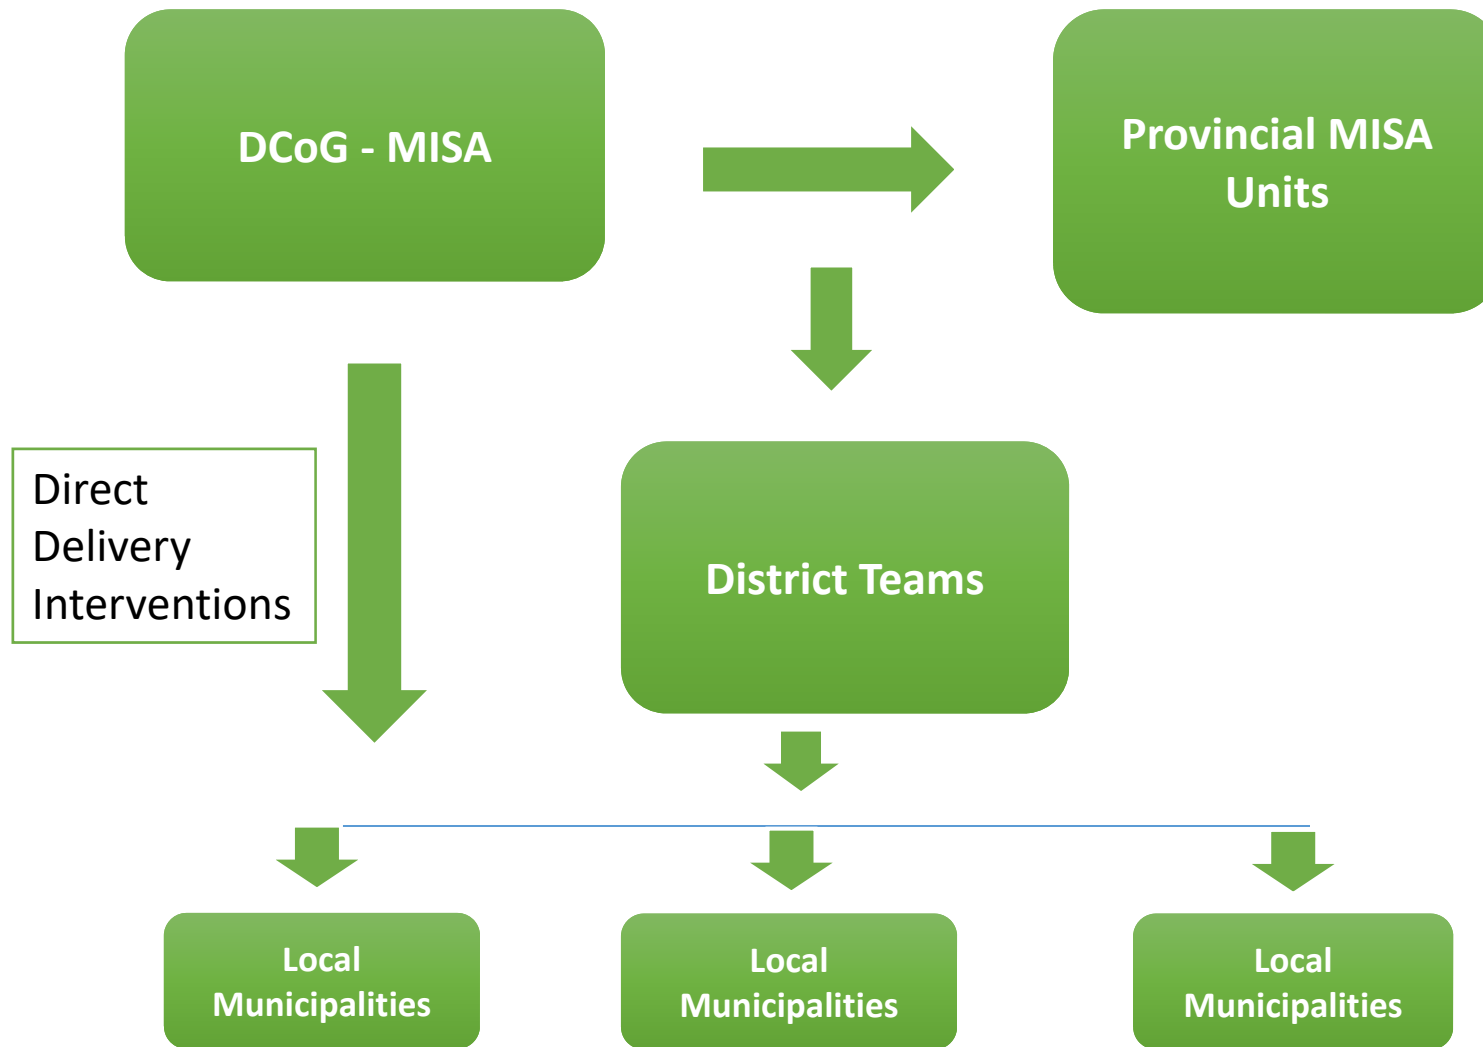 DCoG - MISA
Provincial MISA
Units
Direct
Delivery
Interventions
District Teams
Local
Municipalities
Local
Municipalities
Local
Municipalities